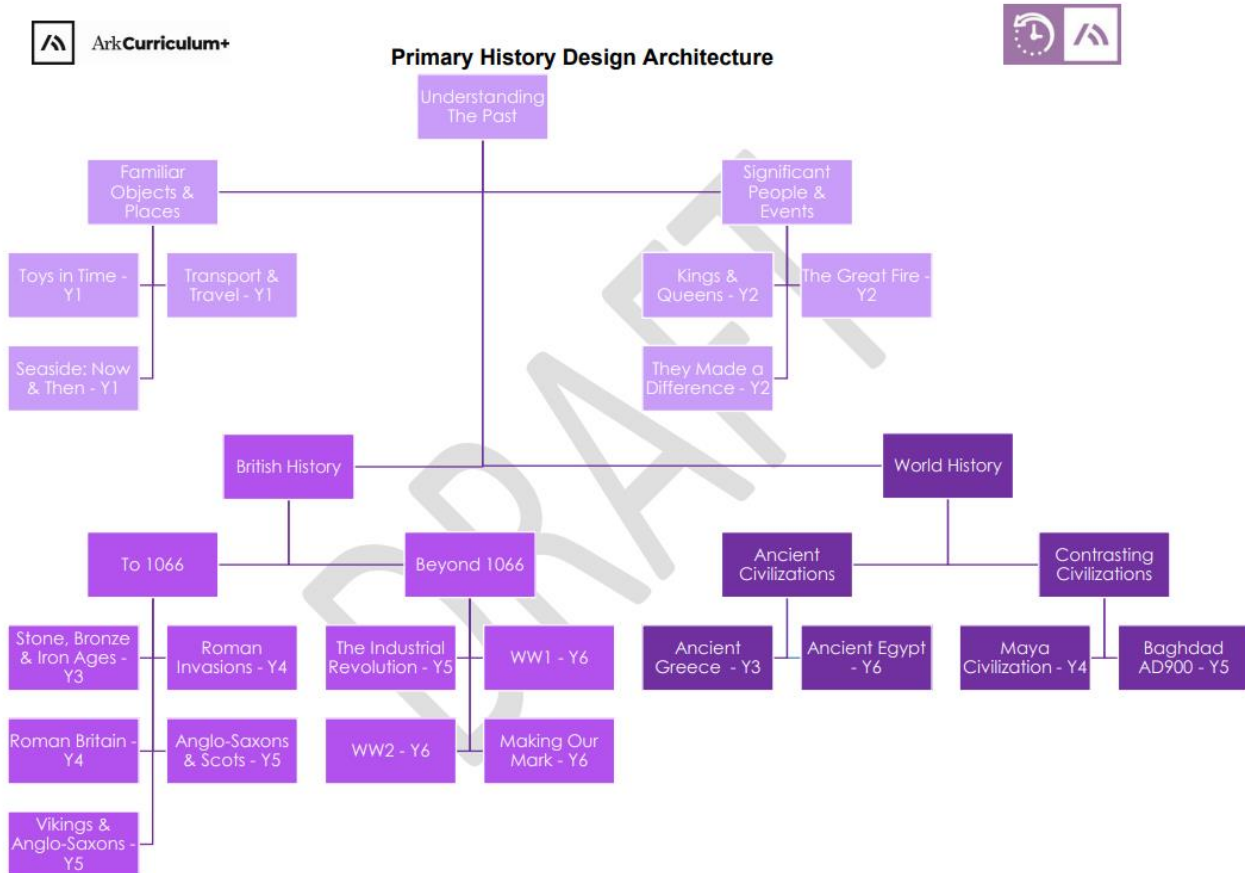 ArkCurriculum+
Primary History Design Architecture
Understanding
The Past
Familiar
Objects &
Places
Significant
People &
Events
Toys in Time -
Y1
Transport &
Travel - Y1
Kings &
Queens - Y2
The Great Fire -
Y2
Seaside: Now
& Then - Y1
They Made a
Difference - Y2
British History
World History
To 1066
Beyond 1066
Ancient
Civilizations
Contrasting
Civilizations
Stone, Bronze
& Iron Ages -
Y3
Roman
Invasions - Y4
The Industrial
Revolution - Y5
WW1 - Y6
Ancient
Greece - Y3
Ancient Egypt
- Y6
Maya
Civilization - Y4
Baghdad
AD900 - Y5
Roman Britain -
Y4
Anglo-Saxons
& Scots - Y5
WW2 - Y6
Making Our
Mark - Y6
Vikings &
Anglo-Saxons -
Y5
DRAFT